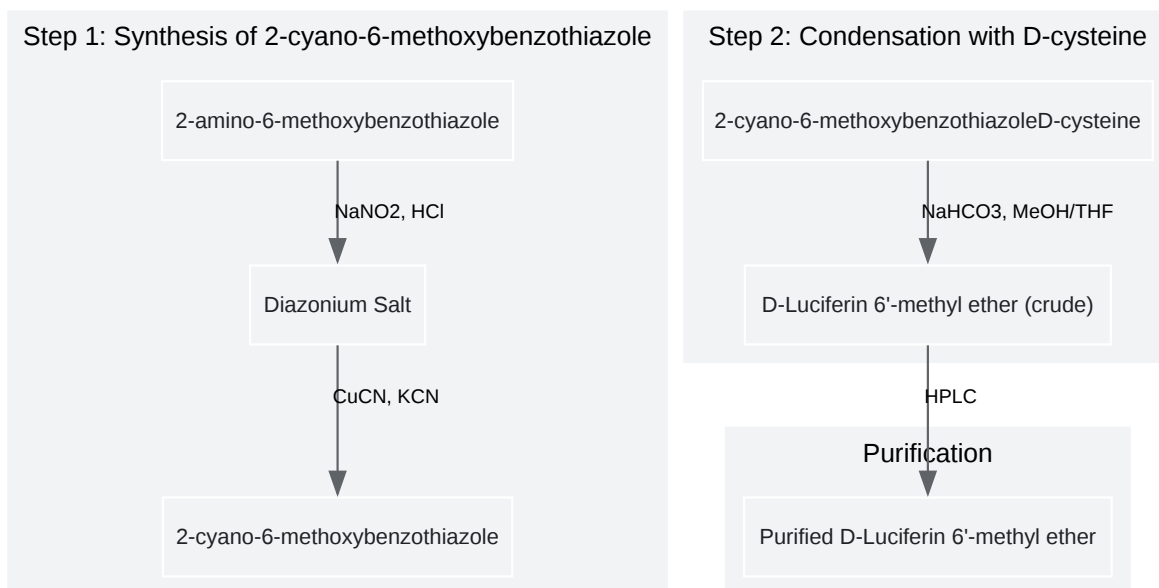 Step 1: Synthesis of 2-cyano-6-methoxybenzothiazole
2-amino-6-methoxybenzothiazole
NaNO2, HCl
Diazonium Salt
CuCN, KCN
2-cyano-6-methoxybenzothiazole
Step 2: Condensation with D-cysteine
2-cyano-6-methoxybenzothiazoleD-cysteine
NaHCO3, MeOH/THF
D-Luciferin 6'-methyl ether (crude)
HPLC
Purification
Purified D-Luciferin 6'-methyl ether